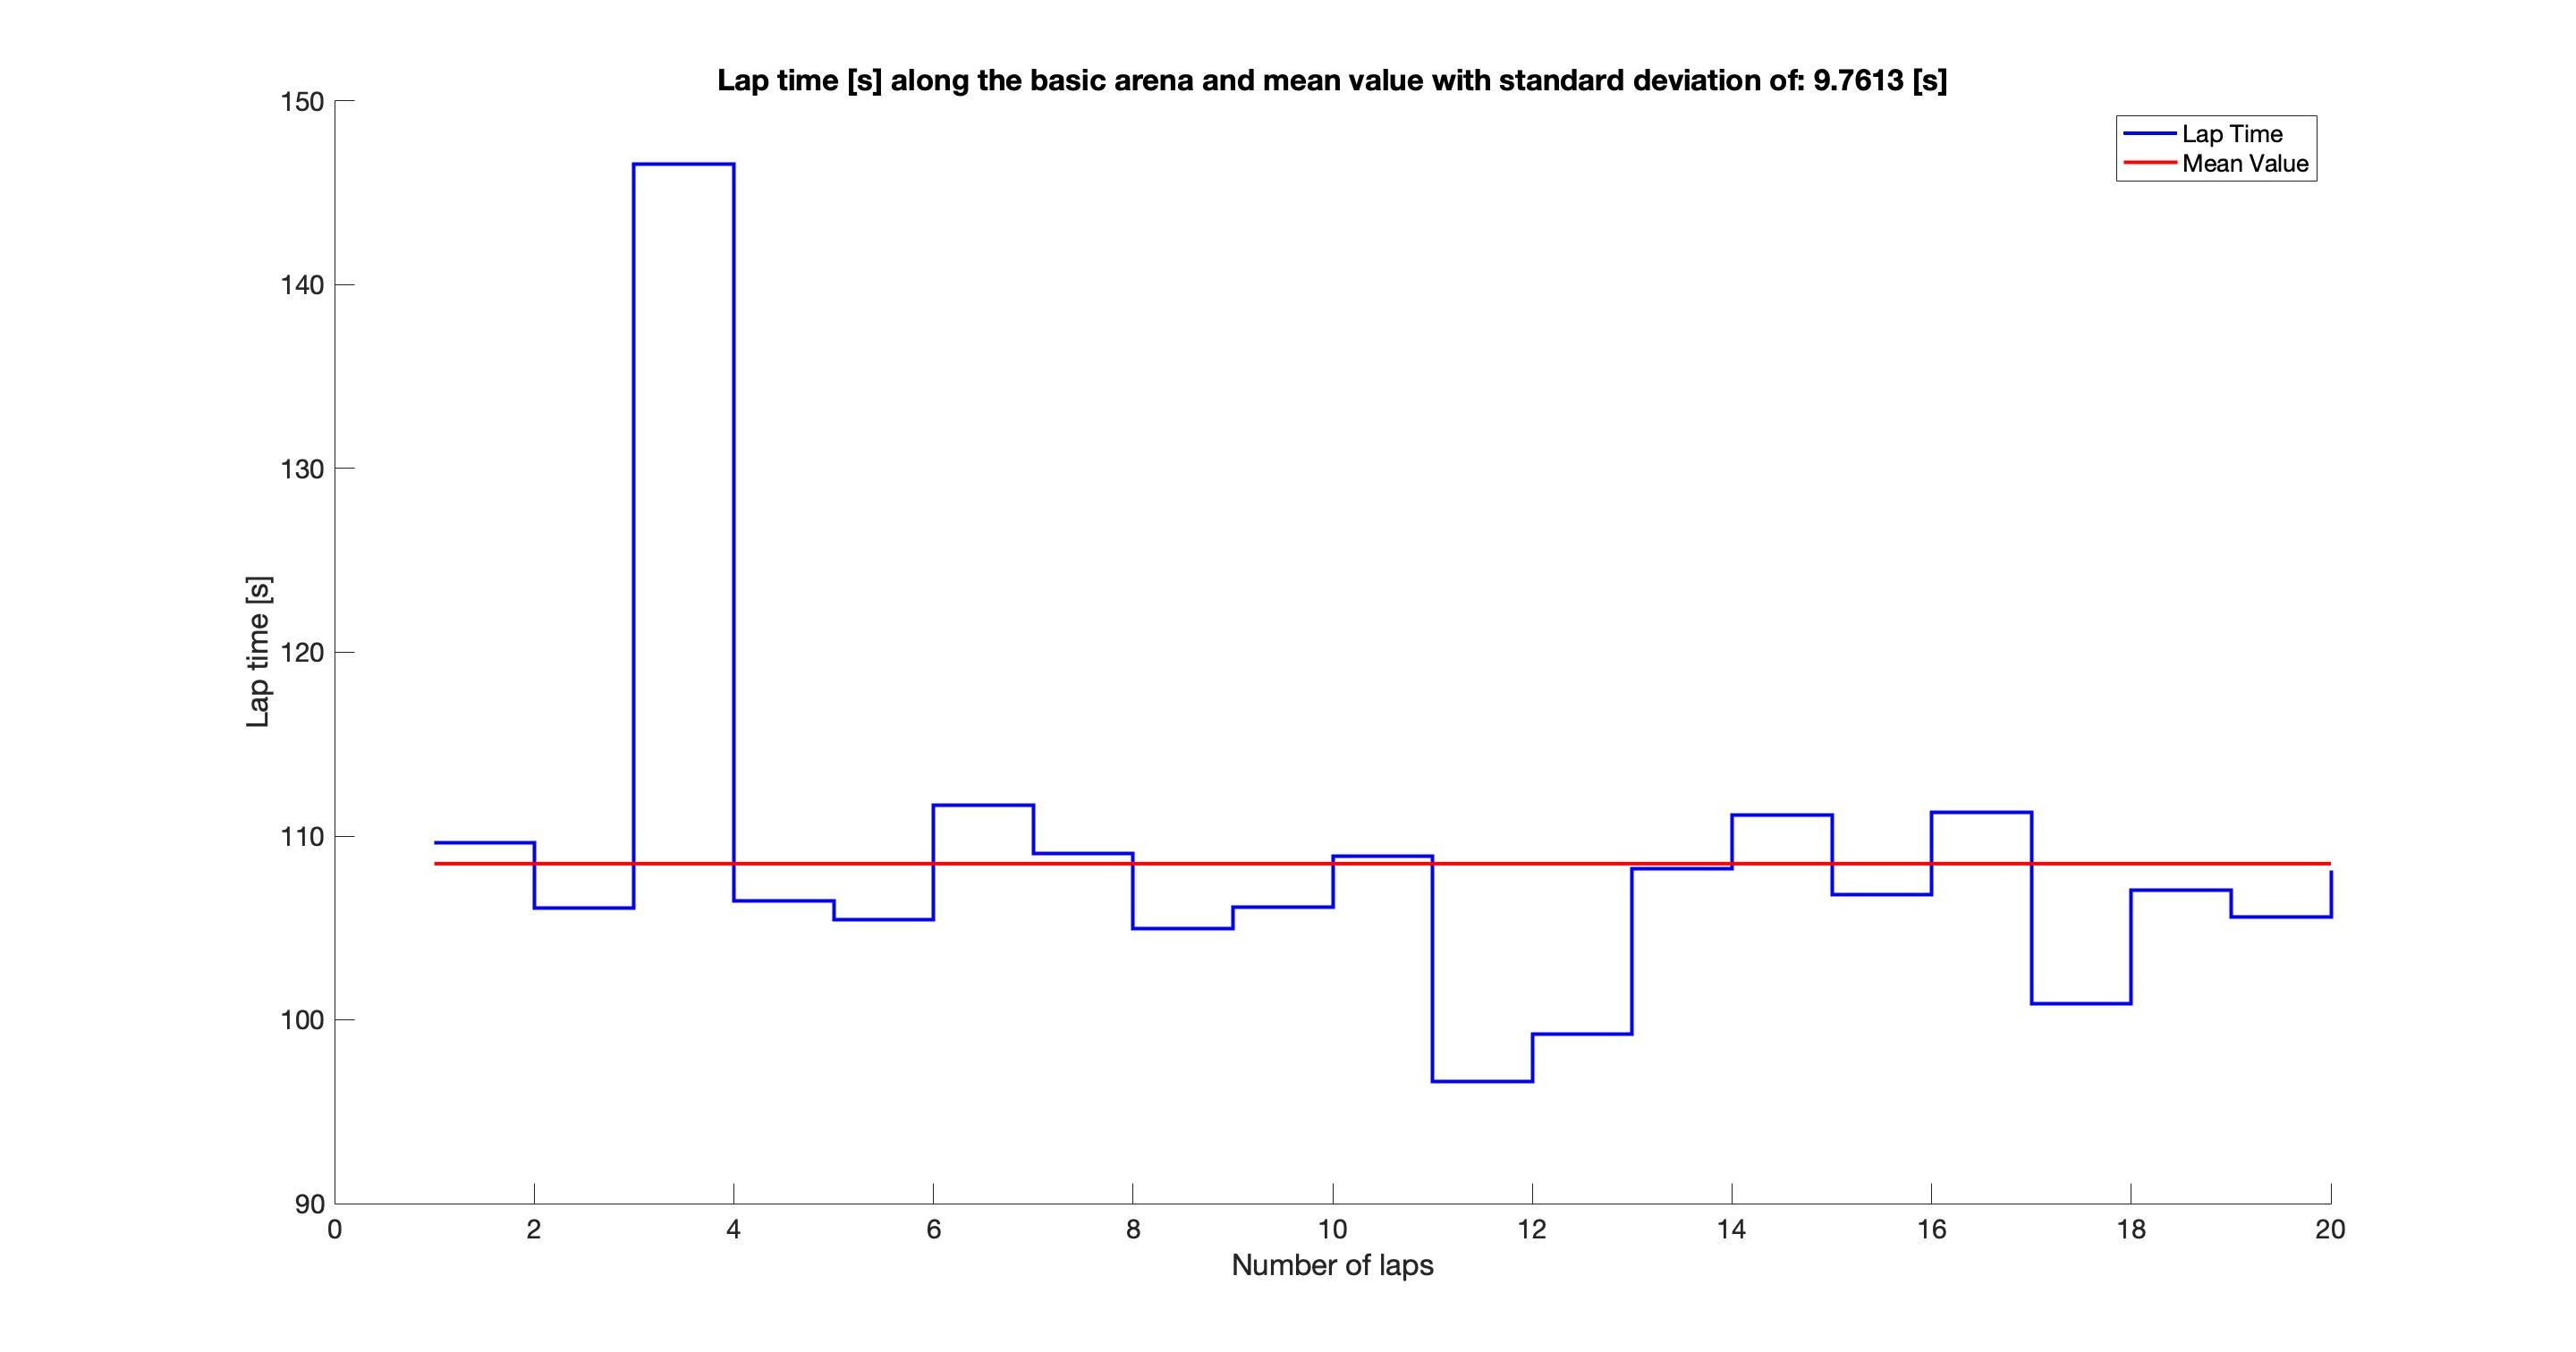 Lap time [s] along the basic arena and mean value with standard deviation of: 9.7613 [s]
Lap Time
Mean Value
150
140
130
120
110
100
90
Lap time [s]
0 2 4 6 8 10 12 14 16 18 20
Number of laps